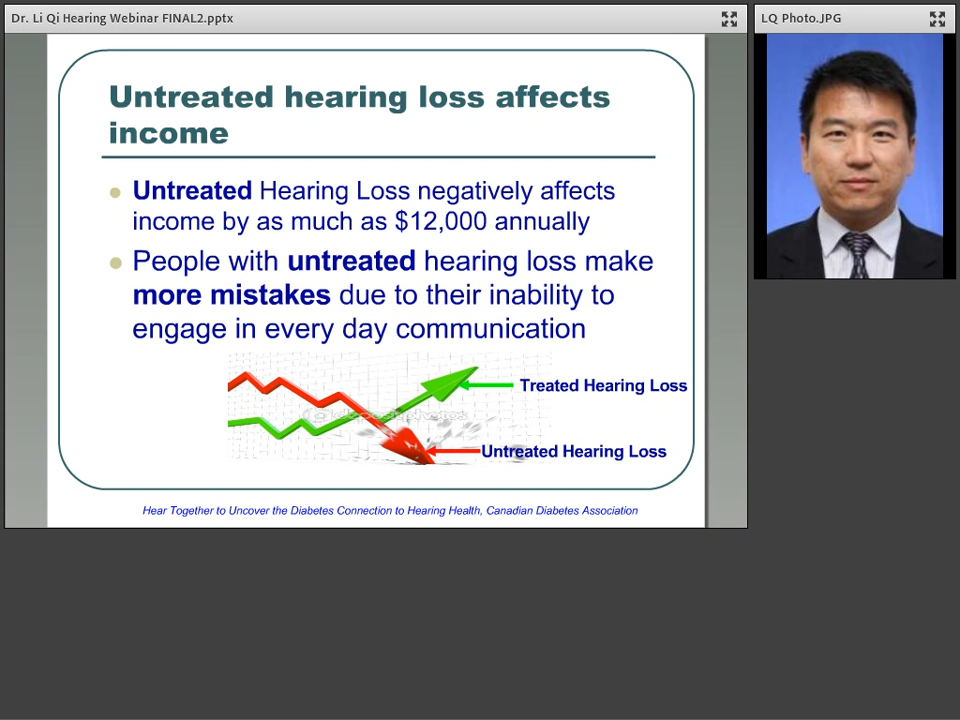 Dr. Li Qi Hearing Webinar FINAL2.pptx
LQ Photo.JPG
Untreated hearing loss affects
income
Untreated Hearing Loss negatively affects
income by as much as $12,000 annually
People with untreated hearing loss make
more mistakes due to their inability to
engage in every day communication
Treated Hearing Loss
depositphotos
Untreated Hearing Loss
Hear Together to Uncover the Diabetes Connection to Hearing Health, Canadian Diabetes Association